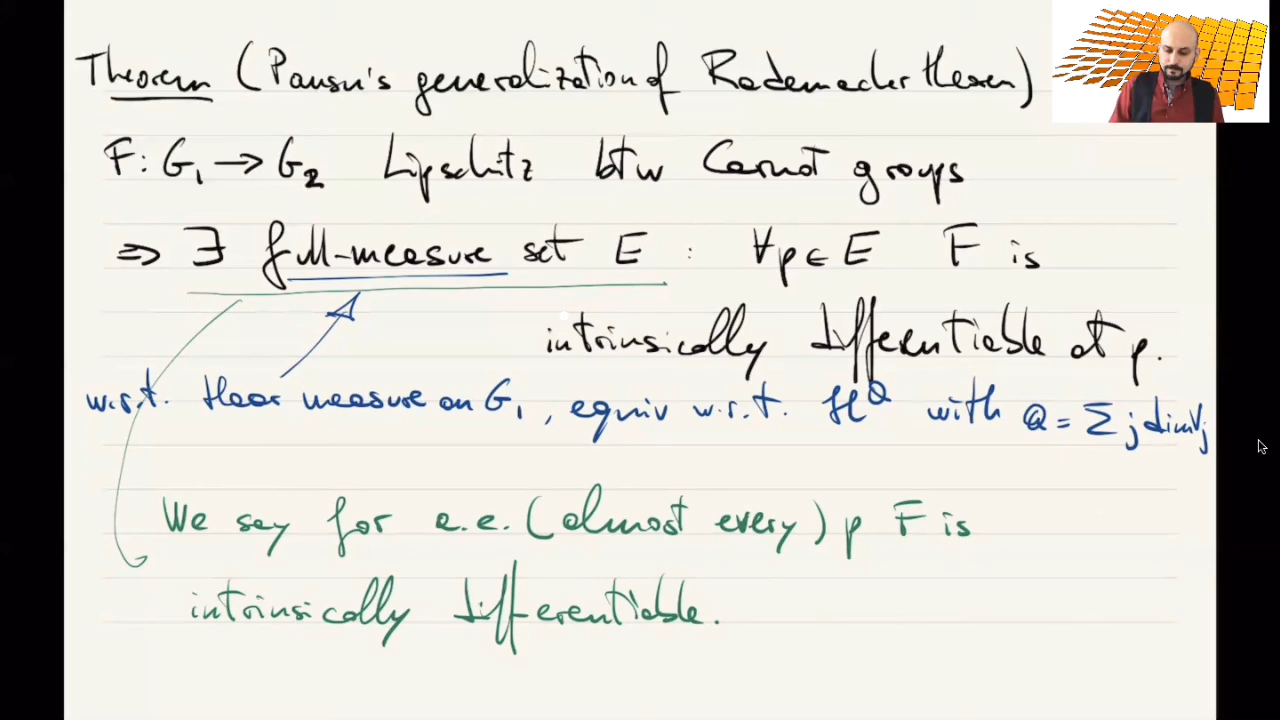 Theorem (Pansu's generalization of Rademacher theorem)
F: G₁ → G₂ Lipschitz btw Carnot groups
⇒ ∃ full-measure set E : ∀p∈E F is
intrinsically differentiable at p.
w.r.t. Haar measure on G₁, equiv w.r.t. ℋ^Q with Q = Σ j dimVⱼ
We say for a.e. (almost every) p F is
intrinsically differentiable.